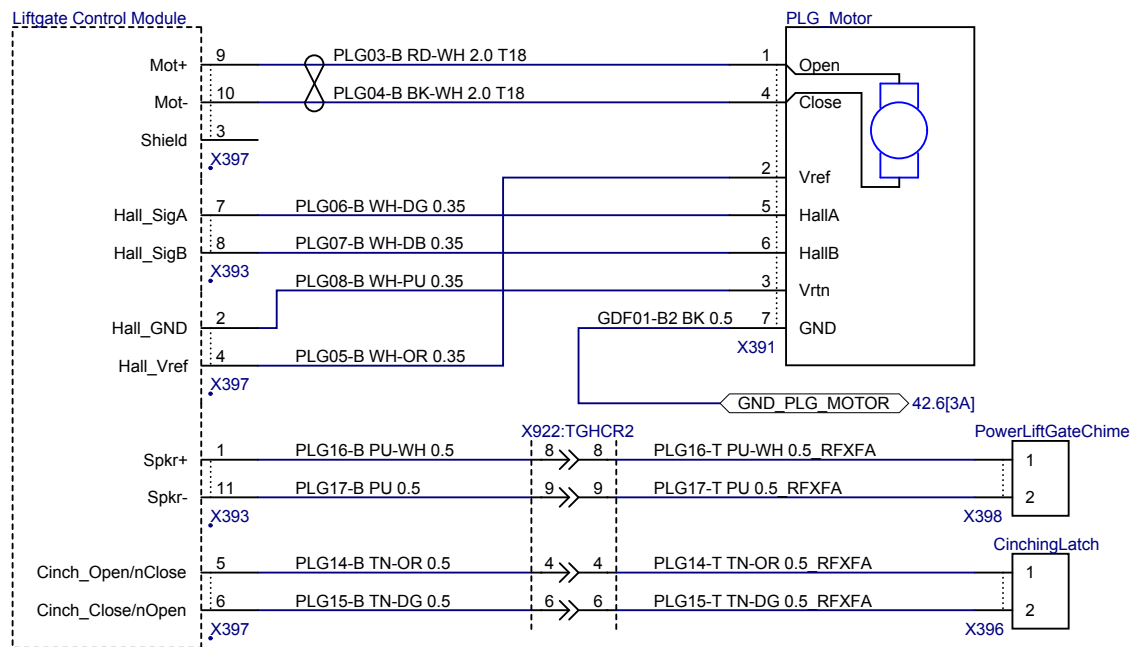 Liftgate Control Module
PLG_Motor
Mot+ 9 PLG03-B RD-WH 2.0 T18 1 Open
Mot- 10 PLG04-B BK-WH 2.0 T18 4 Close
Shield 3
X397
2 Vref
Hall_SigA 7 PLG06-B WH-DG 0.35 5 HallA
Hall_SigB 8 PLG07-B WH-DB 0.35 6 HallB
X393
PLG08-B WH-PU 0.35 3 Vrtn
Hall_GND 2 GDF01-B2 BK 0.5 7 GND
X391
Hall_Vref 4 PLG05-B WH-OR 0.35
X397
GND_PLG_MOTOR 42.6[3A]
X922:TGHCR2
PowerLiftGateChime
Spkr+ 1 PLG16-B PU-WH 0.5 8 8 PLG16-T PU-WH 0.5_RFXFA 1
Spkr- 11 PLG17-B PU 0.5 9 9 PLG17-T PU 0.5_RFXFA 2
X393
X398
CinchingLatch
Cinch_Open/nClose 5 PLG14-B TN-OR 0.5 4 4 PLG14-T TN-OR 0.5_RFXFA 1
Cinch_Close/nOpen 6 PLG15-B TN-DG 0.5 6 6 PLG15-T TN-DG 0.5_RFXFA 2
X397
X396